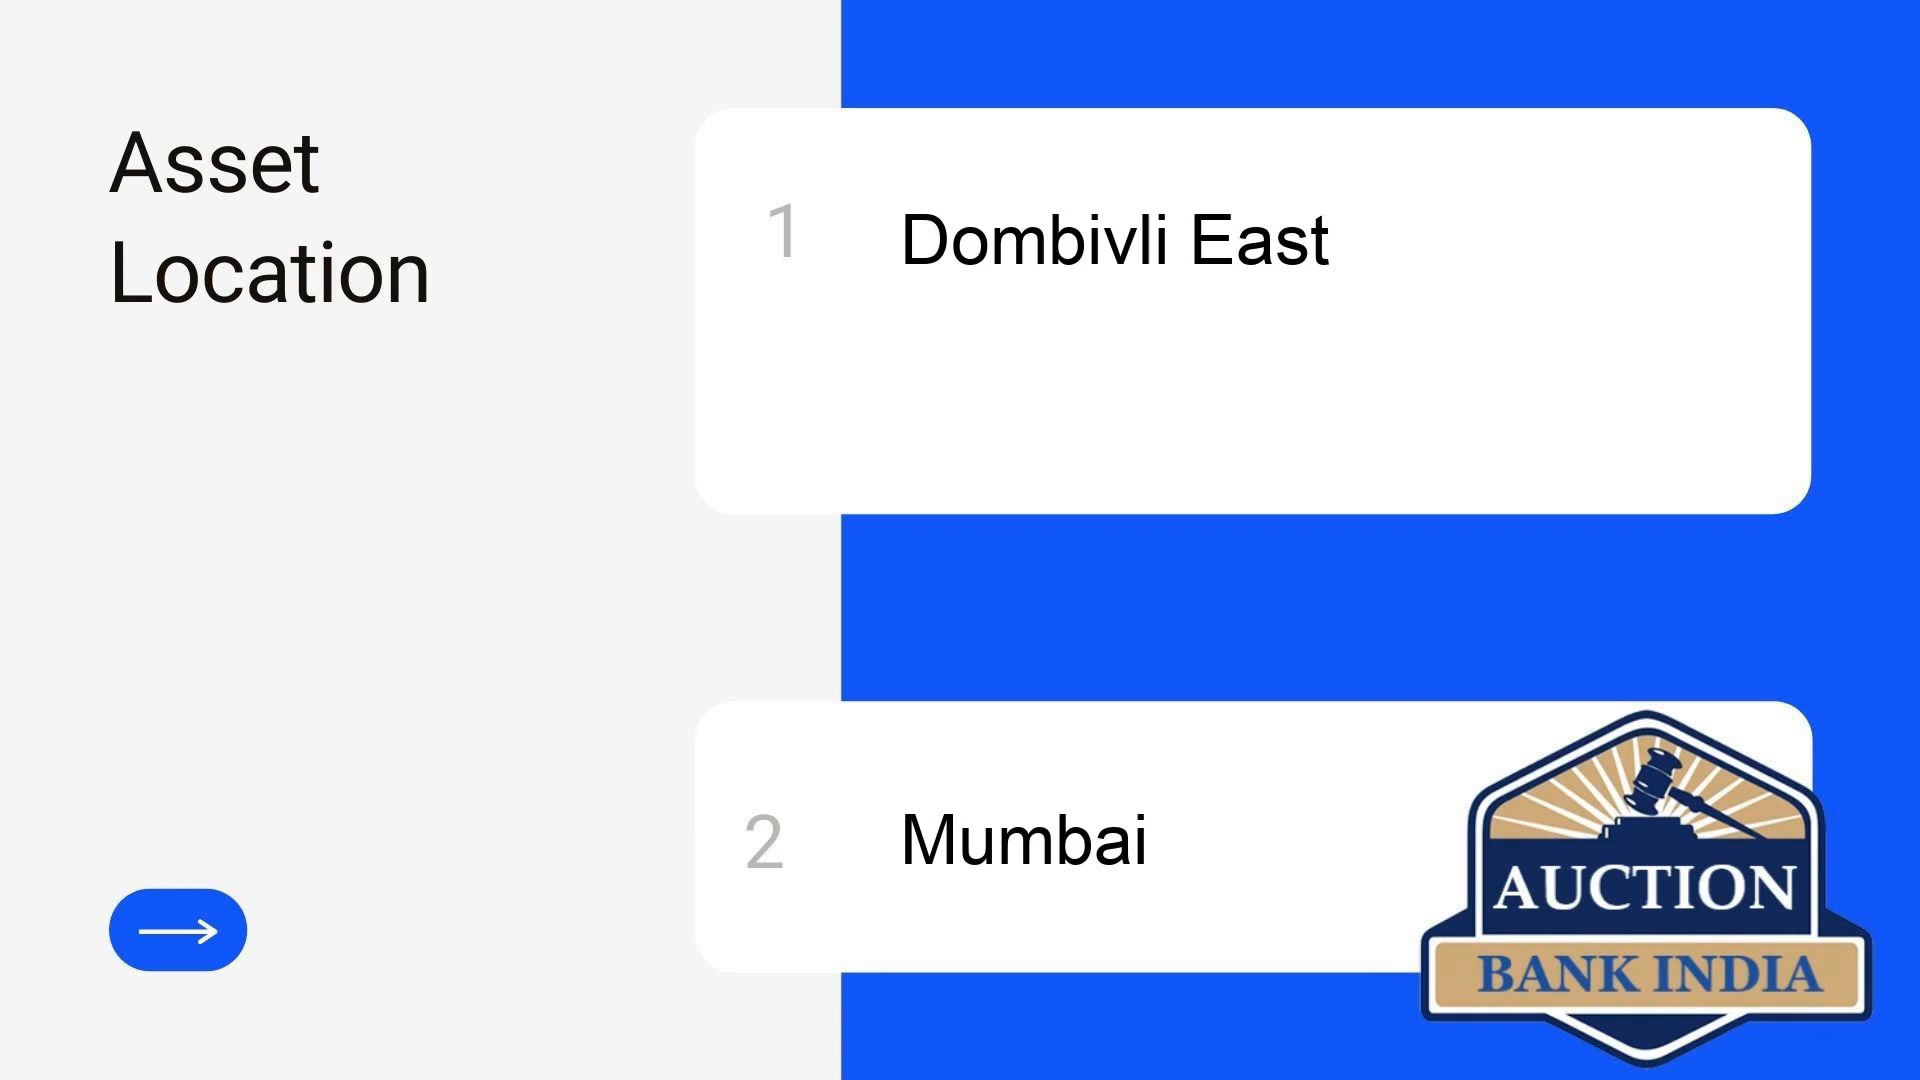 Asset
Location
1
Dombivli East
2
Mumbai
AUCTION
BANK INDIA